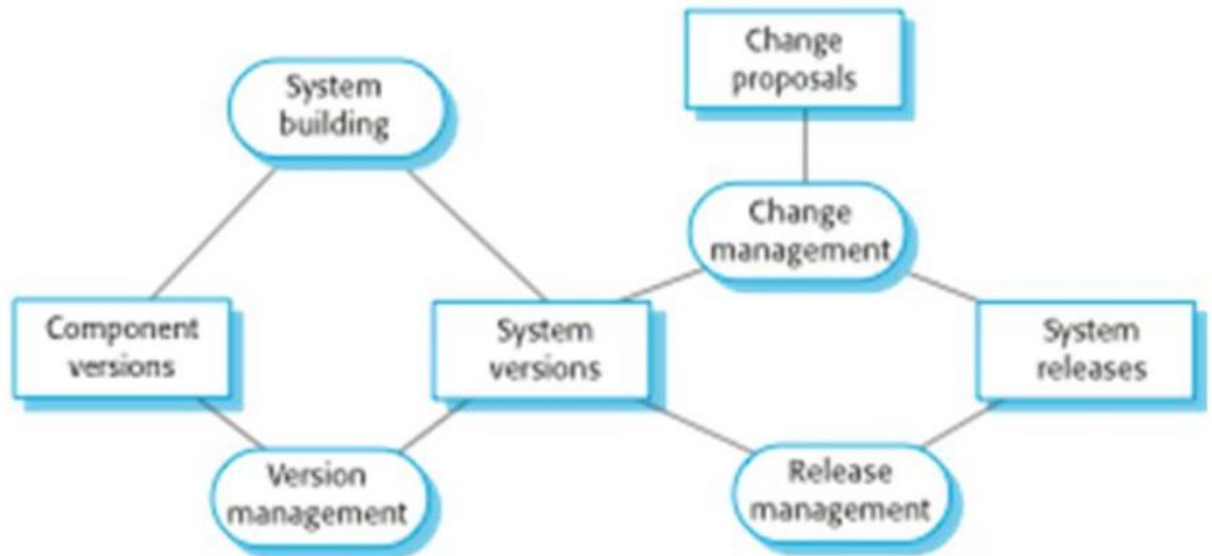 Change
proposals
System
building
Change
management
Component
versions
System
versions
System
releases
Version
management
Release
management